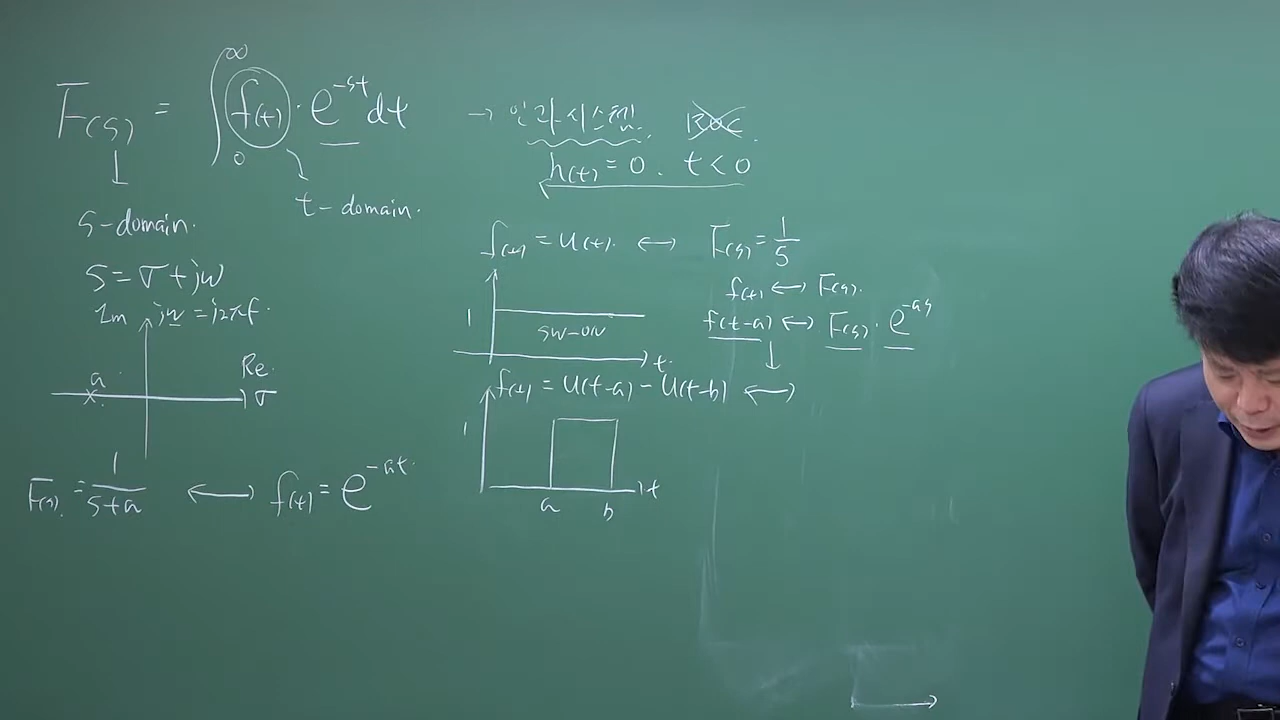 F(s) = ∫₀^∞ f(t) · e^{-st} dt → 인과시스템. ROC.
h(t) = 0. t < 0
s-domain. t-domain.
s = σ + jω
Im jω = j2πf.
Re.
a σ
F(s) = 1/(s+a) ↔ f(t) = e^{-at}.
f(t) = u(t). ↔ F(s) = 1/s
1 SW-ON t
f(t) ↔ F(s).
f(t-a) ↔ F(s) · e^{-as}
f(t) = u(t-a) - u(t-b) ↔
1 t
a b